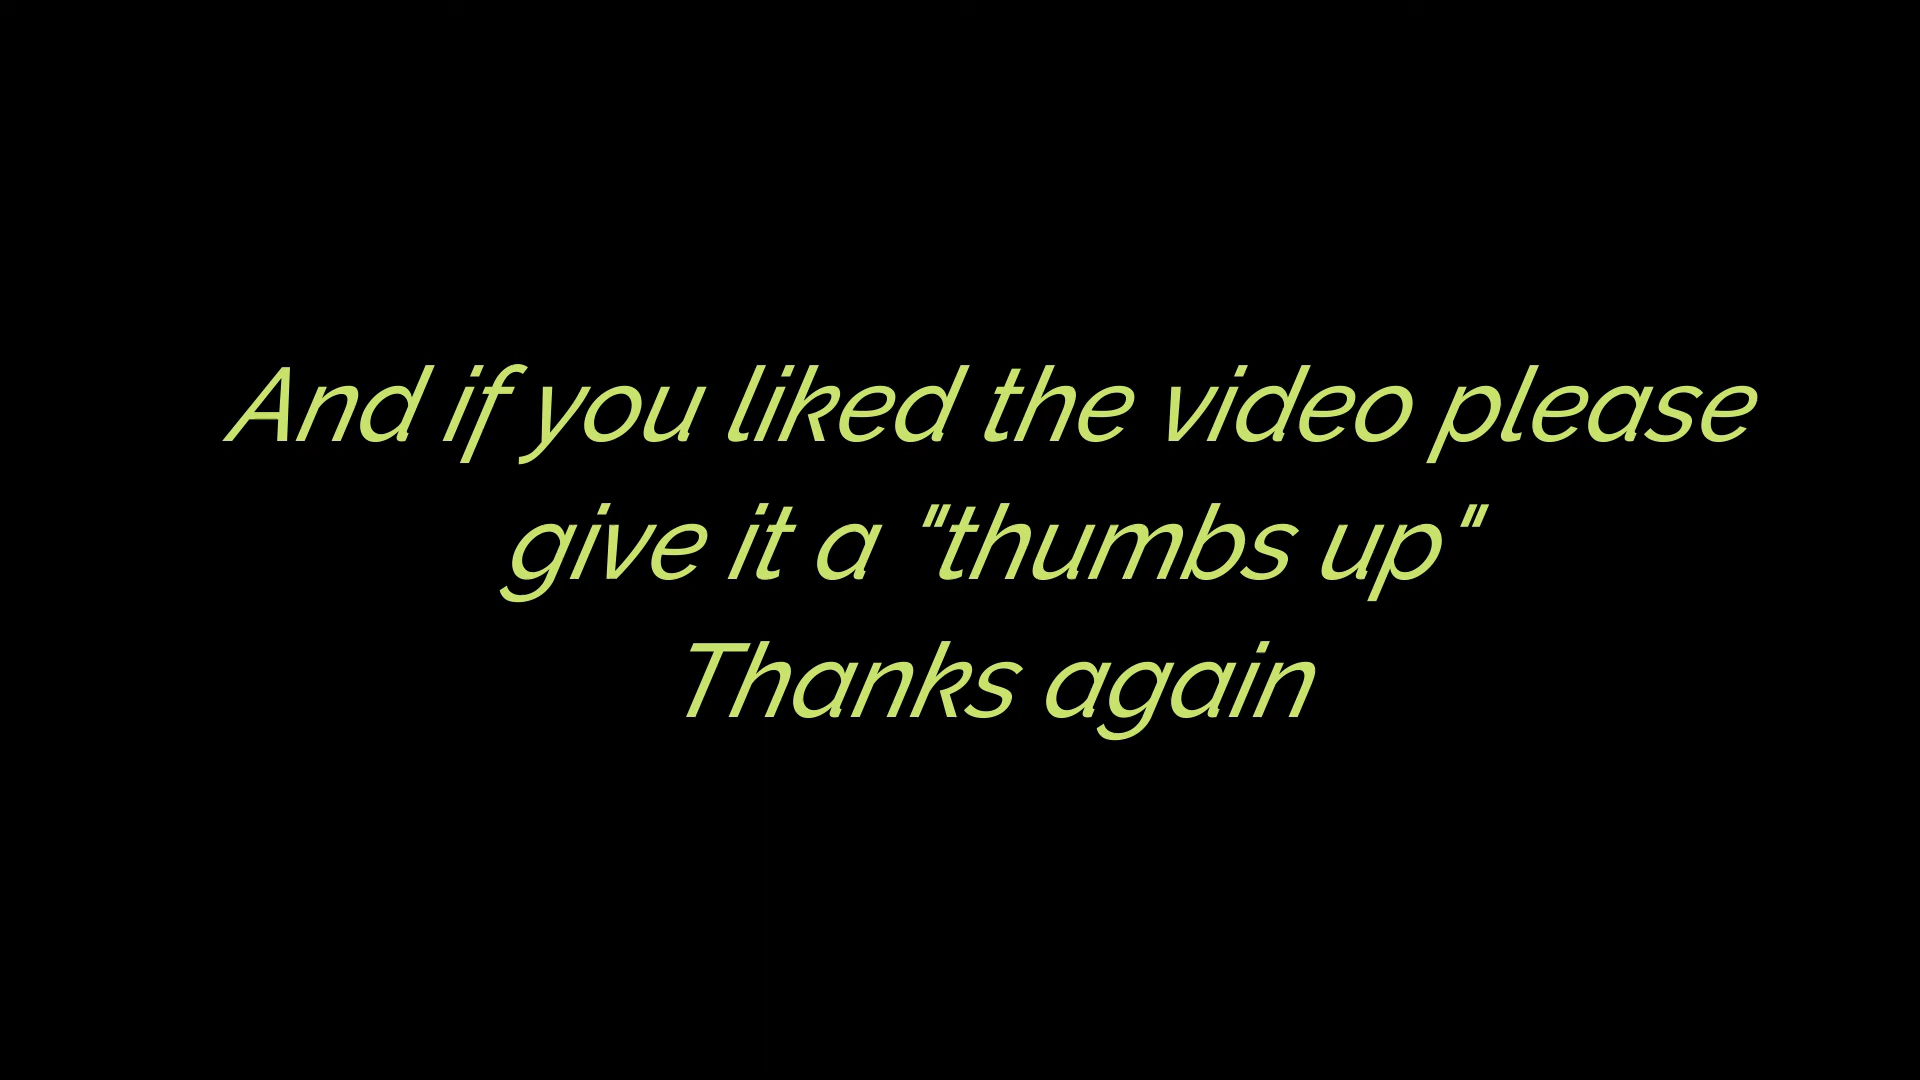 And if you liked the video please
give it a "thumbs up"
Thanks again